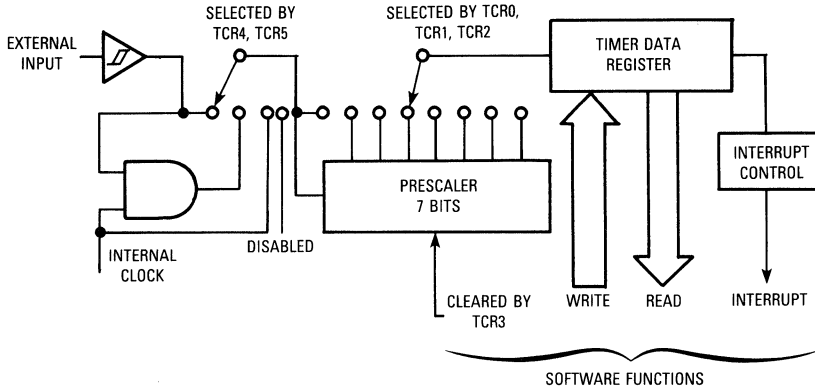 SELECTED BY
TCR4, TCR5
SELECTED BY TCR0,
TCR1, TCR2
EXTERNAL
INPUT
TIMER DATA
REGISTER
INTERRUPT
CONTROL
PRESCALER
7 BITS
INTERNAL
CLOCK
DISABLED
CLEARED BY
TCR3
WRITE
READ
INTERRUPT
SOFTWARE FUNCTIONS